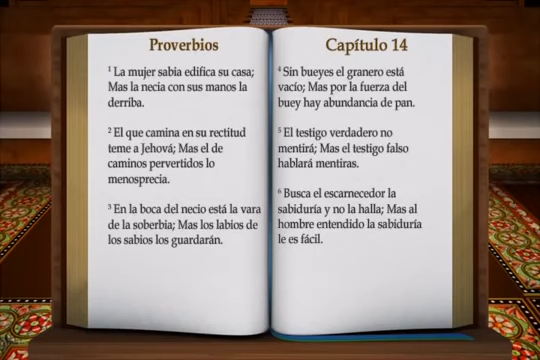 Proverbios
¹ La mujer sabia edifica su casa;
Mas la necia con sus manos la
derriba.
² El que camina en su rectitud
teme a Jehová; Mas el de
caminos pervertidos lo
menosprecia.
³ En la boca del necio está la vara
de la soberbia; Mas los labios de
los sabios los guardarán.
Capítulo 14
⁴ Sin bueyes el granero está
vacío; Mas por la fuerza del
buey hay abundancia de pan.
⁵ El testigo verdadero no
mentirá; Mas el testigo falso
hablará mentiras.
⁶ Busca el escarnecedor la
sabiduría y no la halla; Mas al
hombre entendido la sabiduría
le es fácil.